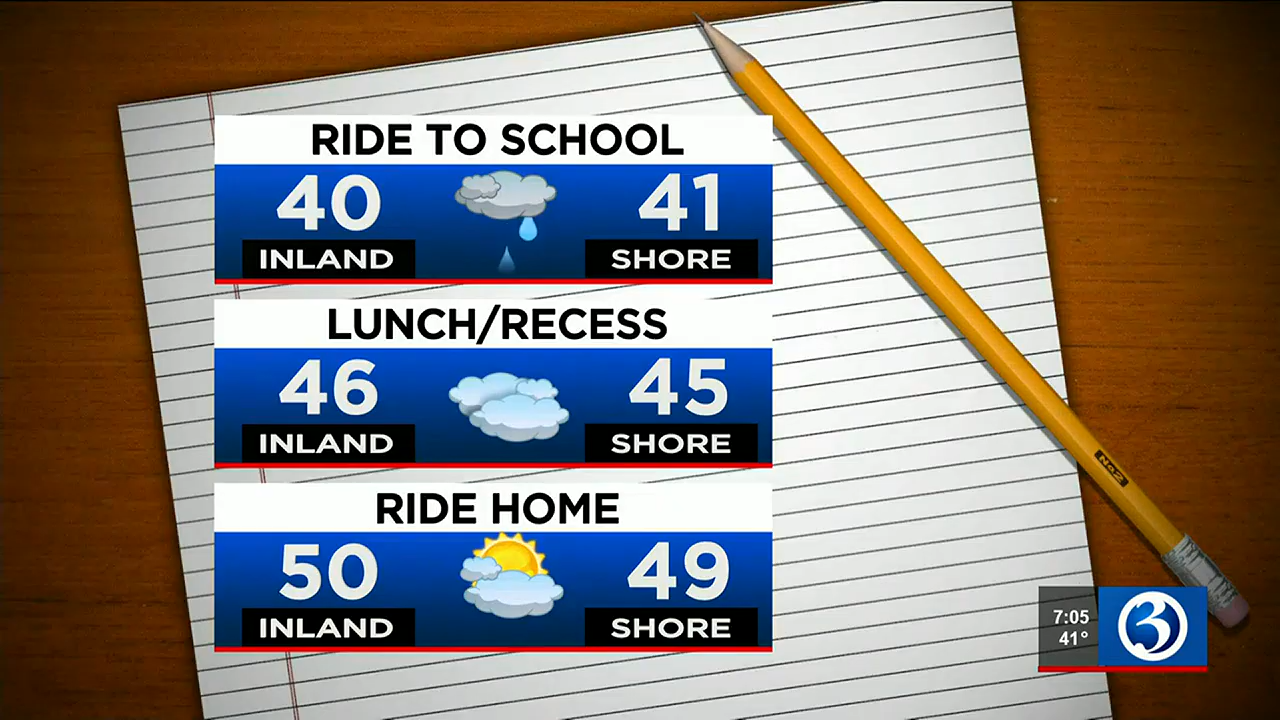 RIDE TO SCHOOL
40 41
INLAND SHORE
LUNCH/RECESS
46 45
INLAND SHORE
RIDE HOME
50 49
INLAND SHORE
No2
7:05
41°
3